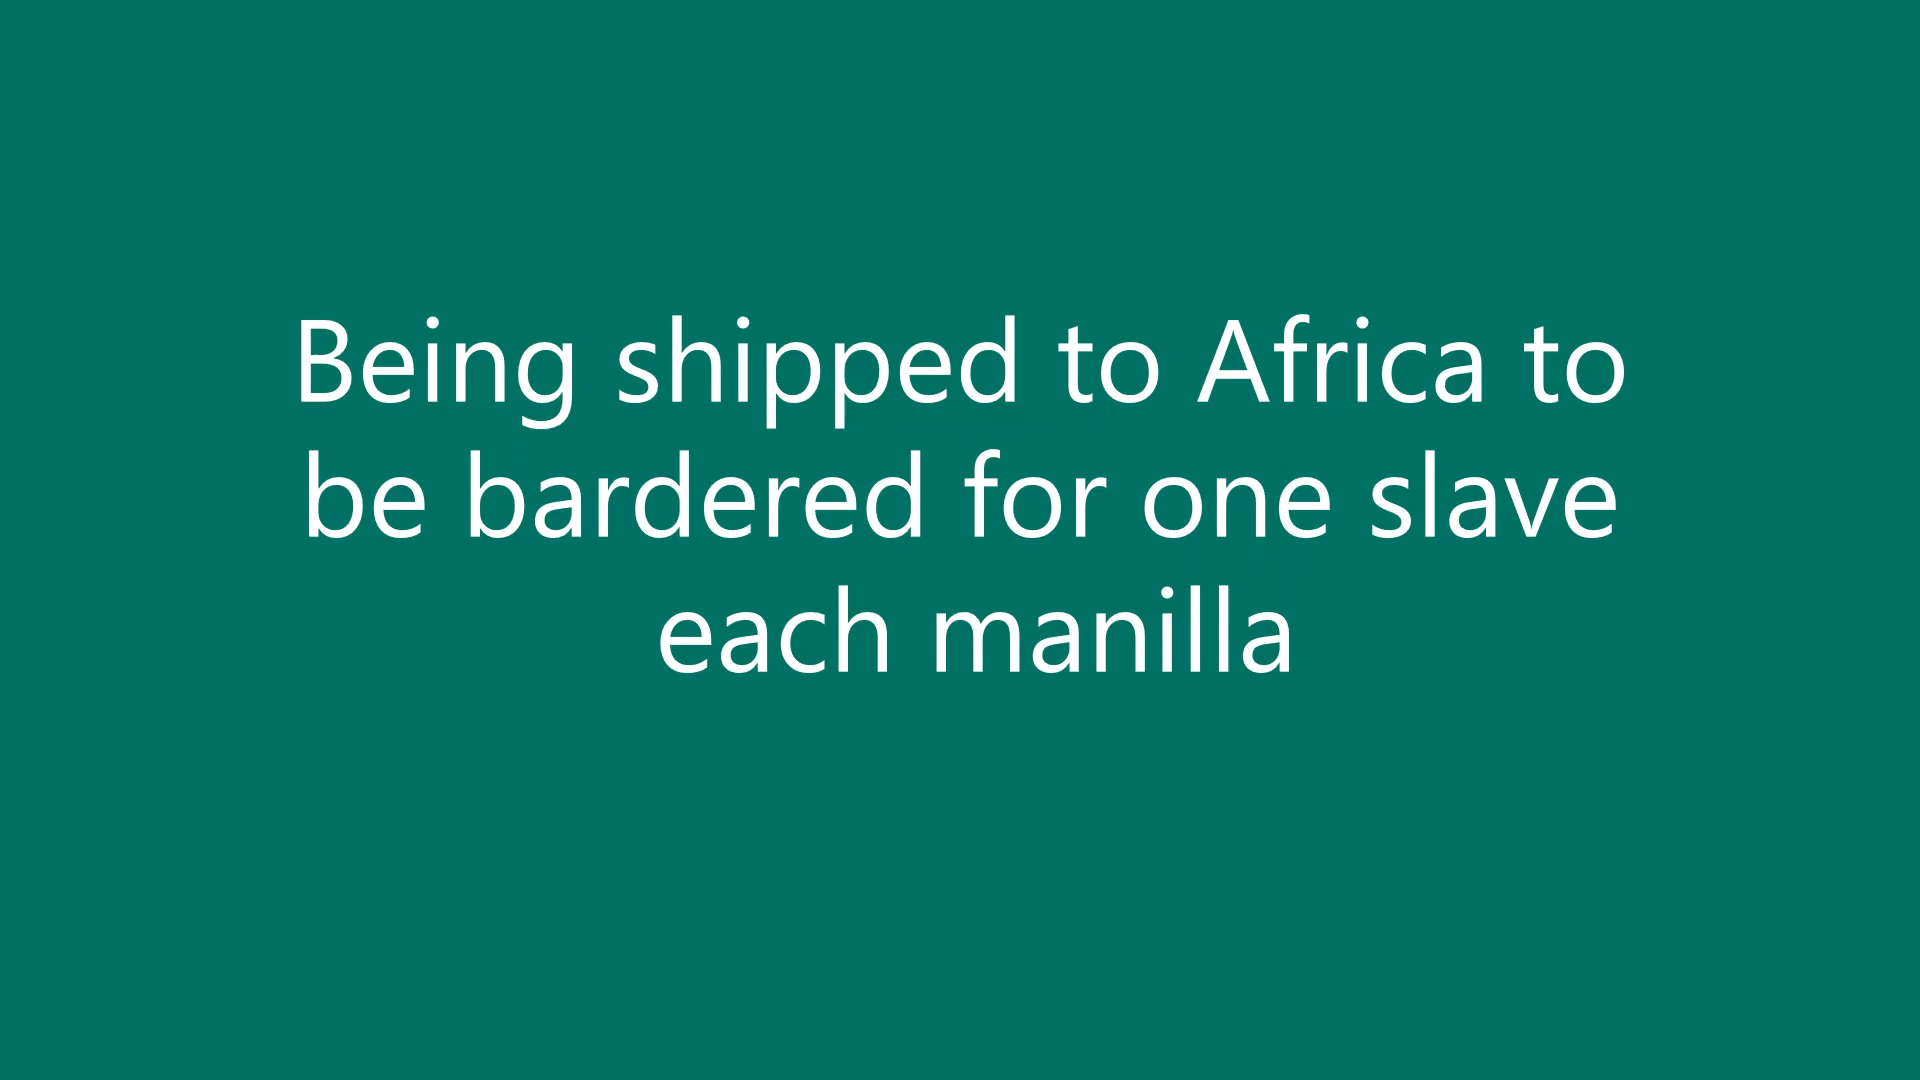 Being shipped to Africa to
be bardered for one slave
each manilla